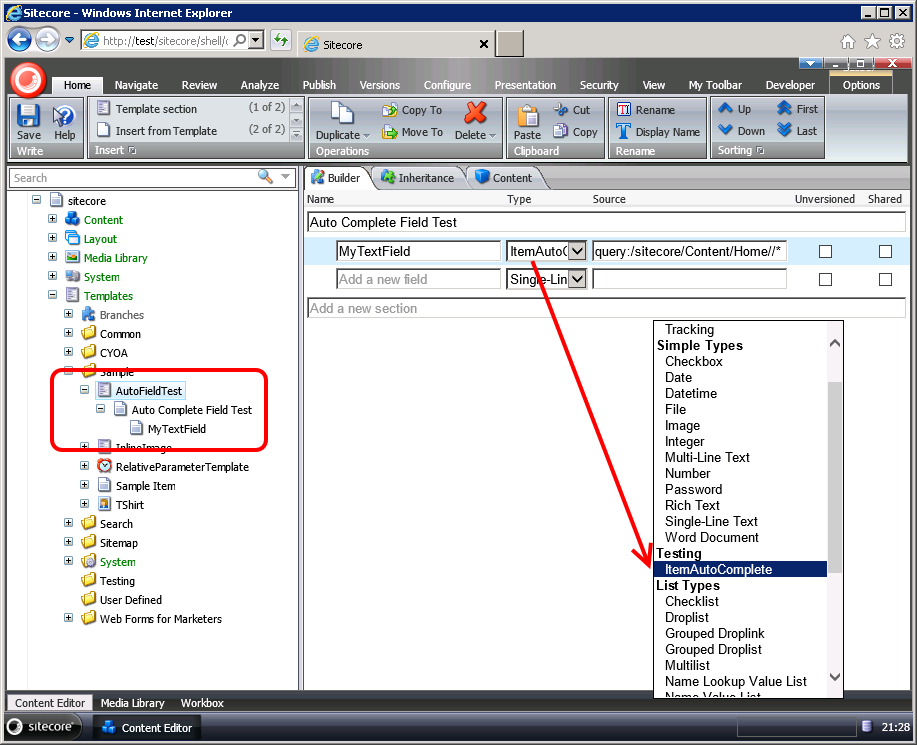 Sitecore - Windows Internet Explorer
http://test/sitecore/shell/
Sitecore
Home Navigate Review Analyze Publish Versions Configure Presentation Security View My Toolbar Developer Options
Save Help
Write
Template section (1 of 2)
Insert from Template (2 of 2)
Insert
Duplicate Copy To Move To Delete
Operations
Paste Cut Copy
Clipboard
Rename
Display Name
Rename
Up First
Down Last
Sorting
Search
sitecore
Content
Layout
Media Library
System
Templates
Branches
Common
CYOA
Sample
AutoFieldTest
Auto Complete Field Test
MyTextField
InlineImage
RelativeParameterTemplate
Sample Item
TShirt
Search
Sitemap
System
Testing
User Defined
Web Forms for Marketers
Builder Inheritance Content
Name Type Source Unversioned Shared
Auto Complete Field Test
MyTextField ItemAutoC query:/sitecore/Content/Home//*
Add a new field Single-Lin
Add a new section
Tracking
Simple Types
Checkbox
Date
Datetime
File
Image
Integer
Multi-Line Text
Number
Password
Rich Text
Single-Line Text
Word Document
Testing
ItemAutoComplete
List Types
Checklist
Droplist
Grouped Droplink
Grouped Droplist
Multilist
Name Lookup Value List
Name Value List
Content Editor Media Library Workbox
sitecore Content Editor 21:28